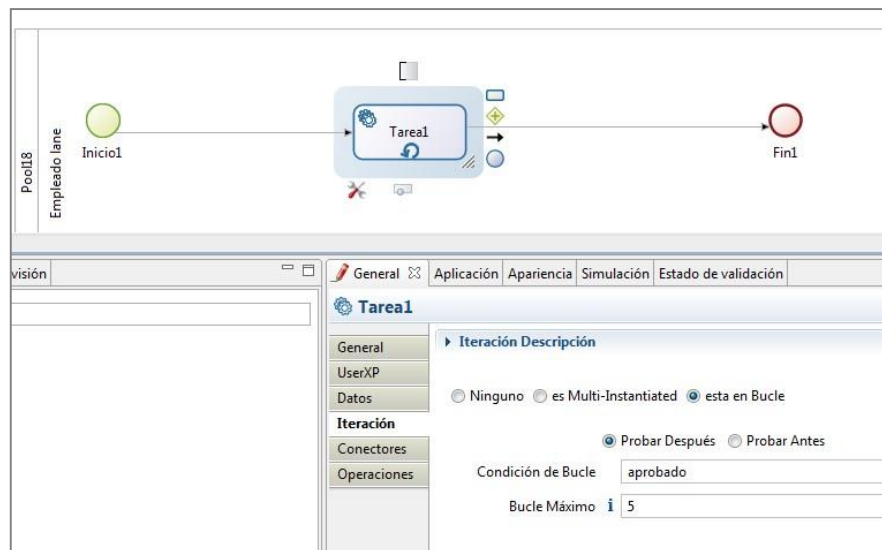 Pool18
Empleado lane
Inicio1
Tarea1
Fin1
visión
General
Aplicación
Apariencia
Simulación
Estado de validación
Tarea1
General
UserXP
Datos
Iteración
Conectores
Operaciones
Iteración Descripción
Ninguno es Multi-Instantiated esta en Bucle
Probar Después Probar Antes
Condición de Bucle aprobado
Bucle Máximo i 5